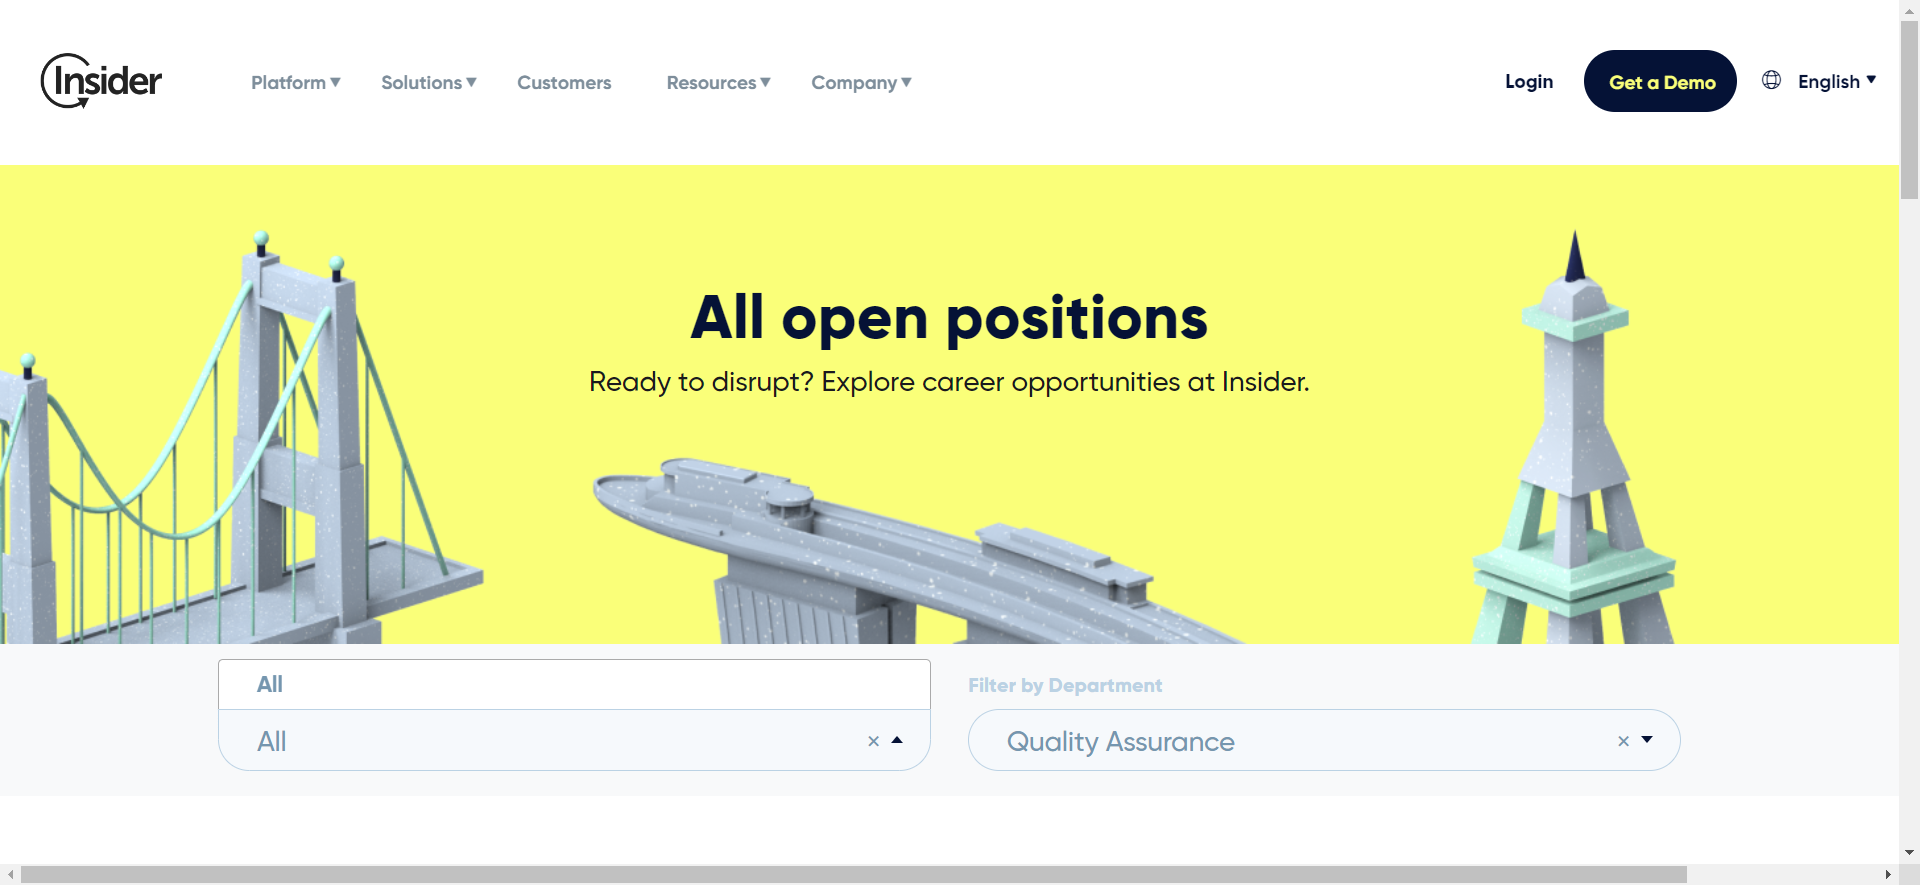 Insider
Platform
Solutions
Customers
Resources
Company
Login
Get a Demo
English
All open positions
Ready to disrupt? Explore career opportunities at Insider.
All
All
×
Filter by Department
Quality Assurance
×